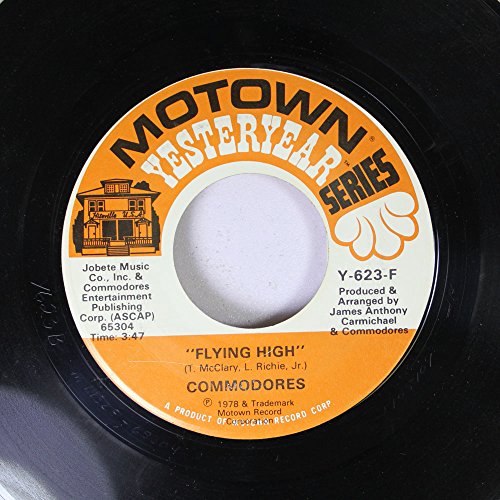 MOTOWN®
YESTERYEAR™
SERIES
Hitsville U.S.A.
Jobete Music
Co., Inc. &
Commodores
Entertainment
Publishing
Corp. (ASCAP)
65304
Time: 3:47
Y-623-F
Produced &
Arranged by
James Anthony
Carmichael
& Commodores
"FLYING HIGH"
(T. McClary, L. Richie, Jr.)
COMMODORES
℗ 1978 & Trademark
Motown Record
Corporation
A PRODUCT OF MOTOWN RECORD CORP.